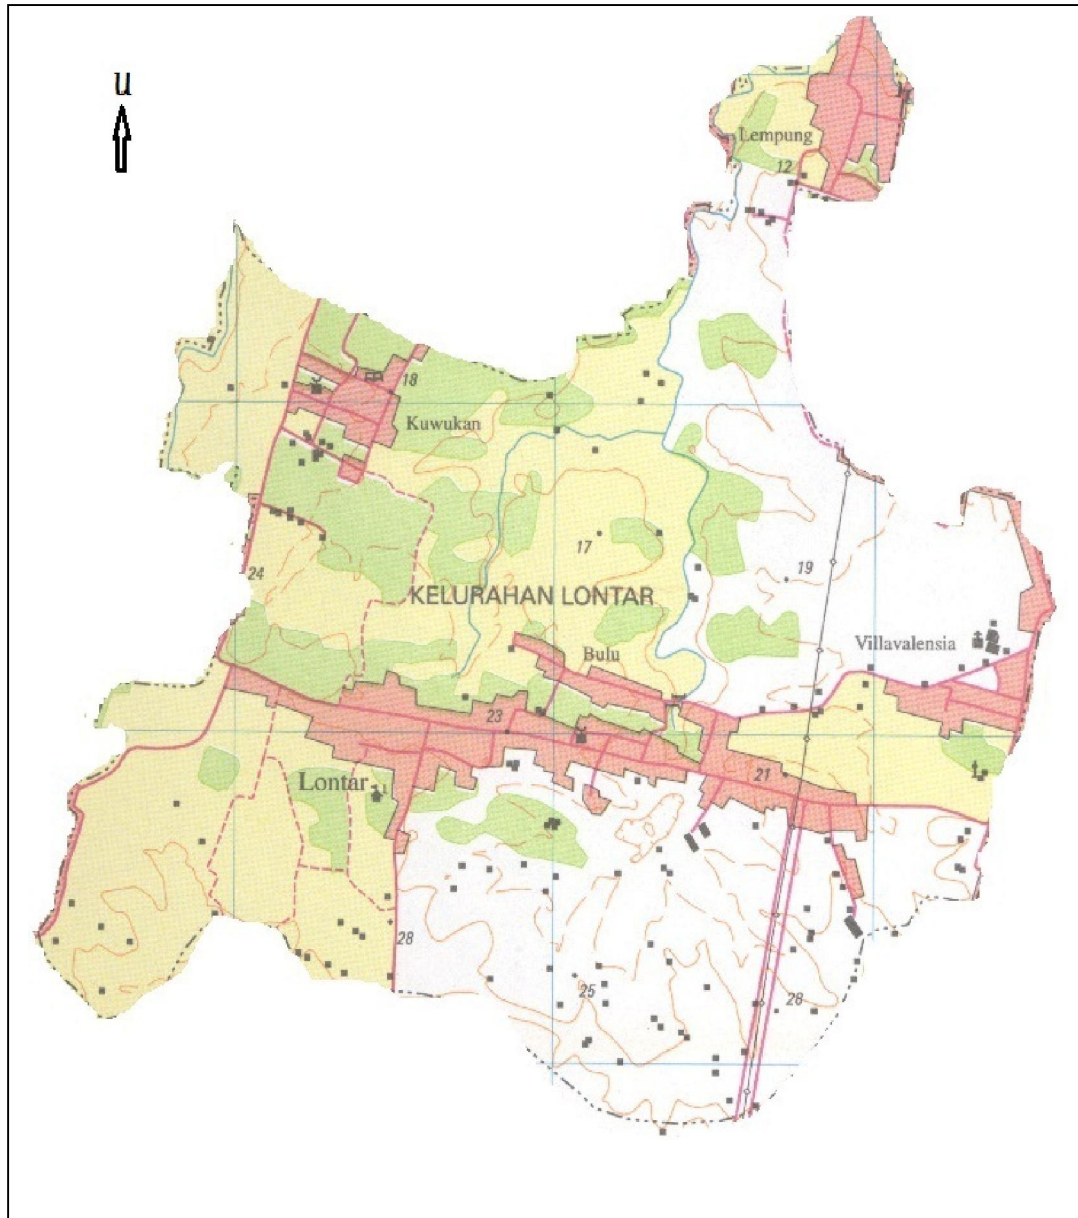 u
Lempung
12
18
Kuwukan
17
19
24
KELURAHAN LONTAR
Villavalensia
Bulu
23
21
Lontar
28
25
28